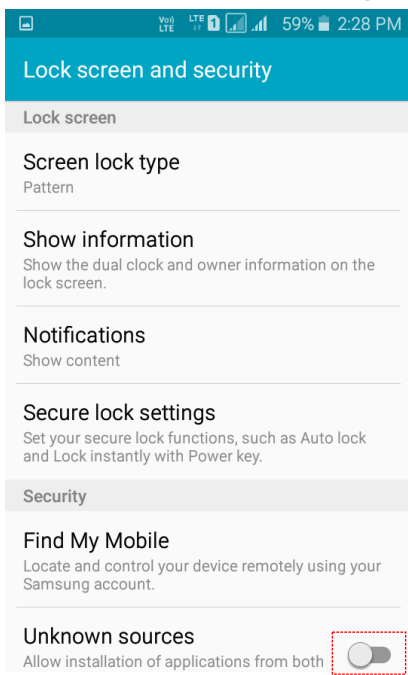 Vo))
LTE
LTE 1 59% 2:28 PM
Lock screen and security
Lock screen
Screen lock type
Pattern
Show information
Show the dual clock and owner information on the
lock screen.
Notifications
Show content
Secure lock settings
Set your secure lock functions, such as Auto lock
and Lock instantly with Power key.
Security
Find My Mobile
Locate and control your device remotely using your
Samsung account.
Unknown sources
Allow installation of applications from both